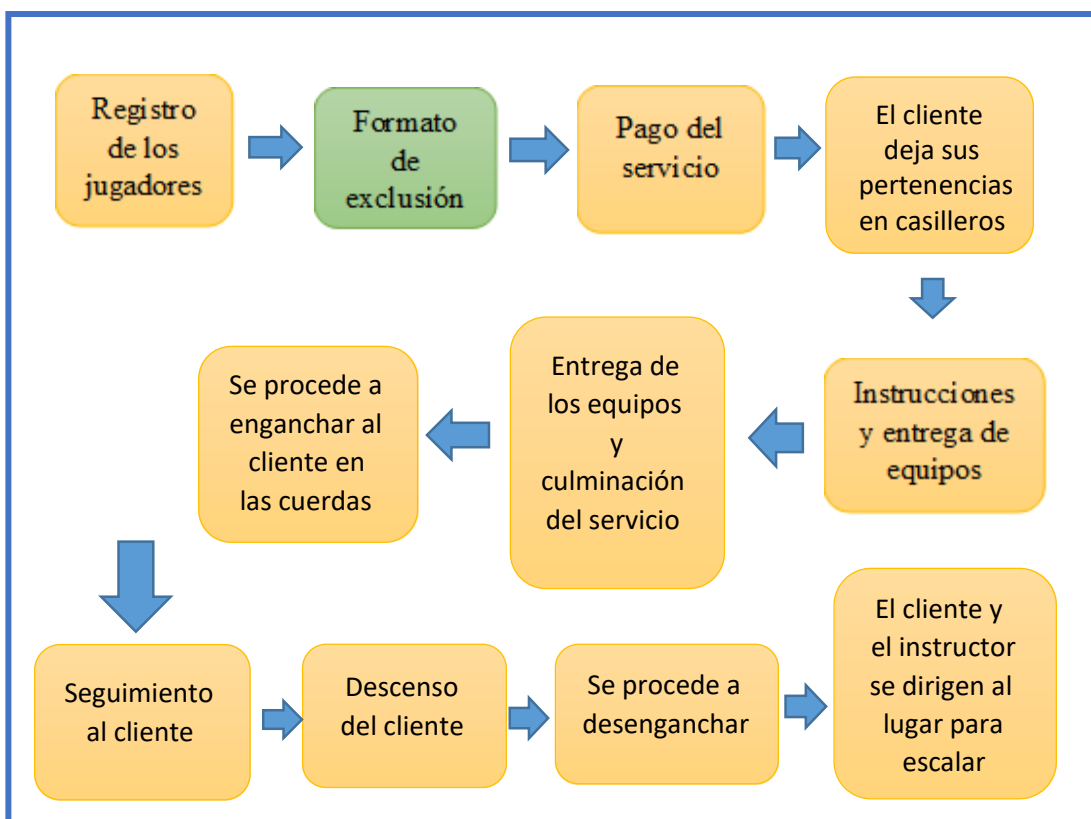 Registro
de los
jugadores
Formato
de
exclusión
Pago del
servicio
El cliente
deja sus
pertenencias
en casilleros
Instrucciones
y entrega de
equipos
Entrega de
los equipos
y
culminación
del servicio
Se procede a
enganchar al
cliente en
las cuerdas
Seguimiento
al cliente
Descenso
del cliente
Se procede a
desenganchar
El cliente y
el instructor
se dirigen al
lugar para
escalar